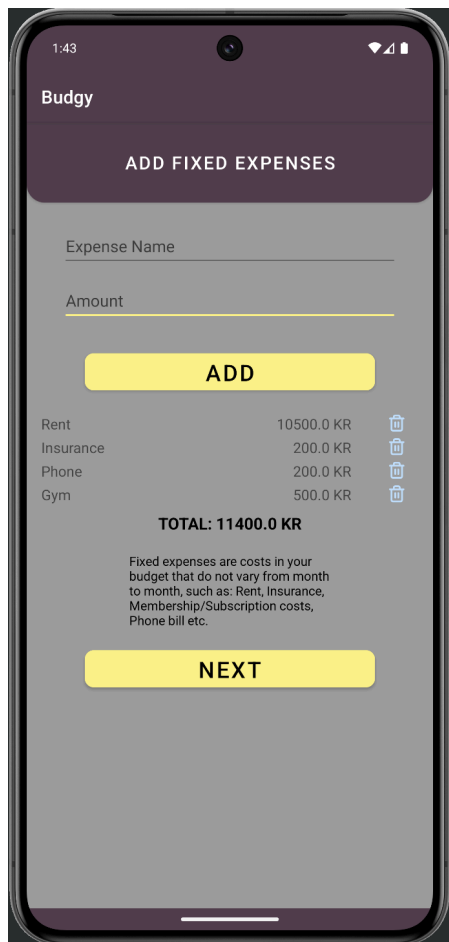 1:43
Budgy
ADD FIXED EXPENSES
Expense Name
Amount
ADD
Rent 10500.0 KR
Insurance 200.0 KR
Phone 200.0 KR
Gym 500.0 KR
TOTAL: 11400.0 KR
Fixed expenses are costs in your
budget that do not vary from month
to month, such as: Rent, Insurance,
Membership/Subscription costs,
Phone bill etc.
NEXT